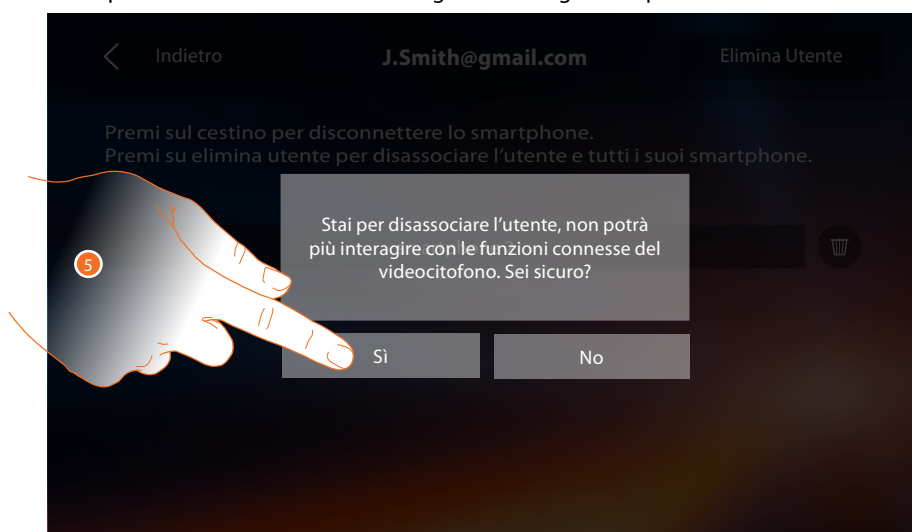 Indietro
J.Smith@gmail.com
Elimina Utente
Premi sul cestino per disconnettere lo smartphone.
Premi su elimina utente per disassociare l'utente e tutti i suoi smartphone.
Stai per disassociare l'utente, non potrà
più interagire con le funzioni connesse del
videocitofono. Sei sicuro?
5
Sì
No